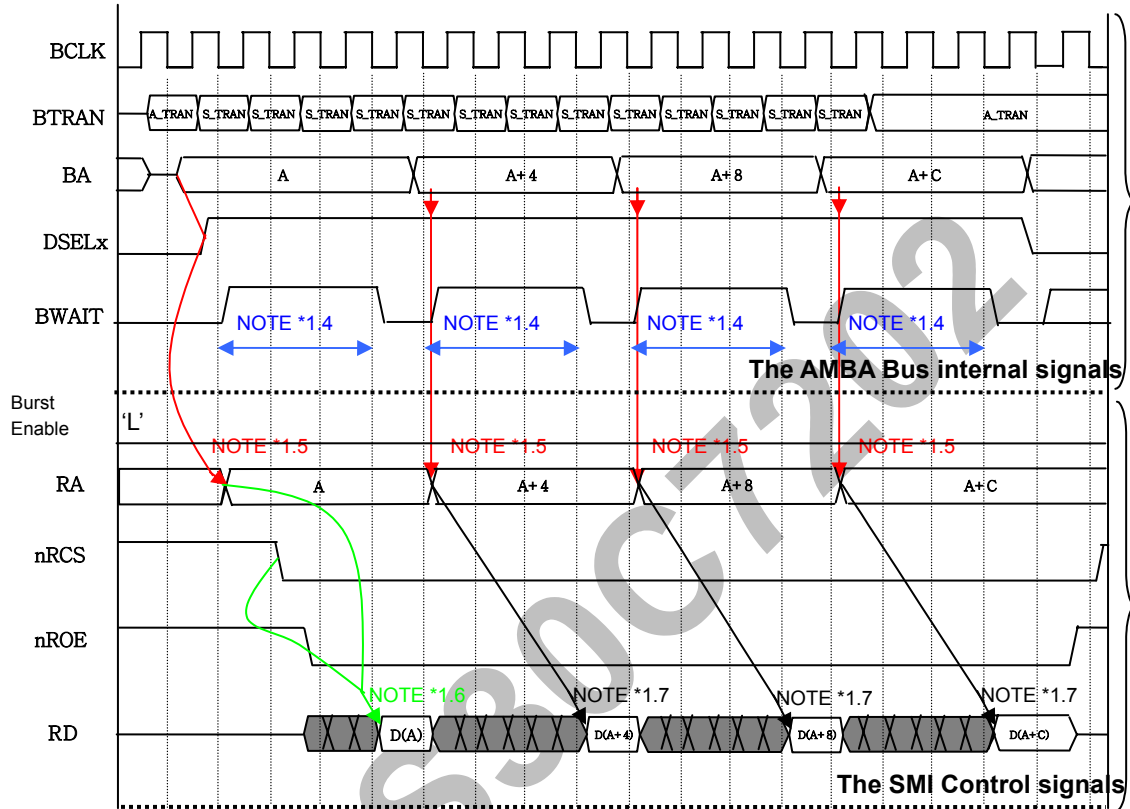 BCLK
BTRAN A_TRAN S_TRAN S_TRAN S_TRAN S_TRAN S_TRAN S_TRAN S_TRAN S_TRAN S_TRAN S_TRAN S_TRAN S_TRAN S_TRAN A_TRAN
BA A A+4 A+8 A+C
DSELx
BWAIT NOTE *1.4 NOTE *1.4 NOTE *1.4 NOTE *1.4
The AMBA Bus internal signals
Burst
Enable
'L'
NOTE *1.5 NOTE *1.5 NOTE *1.5 NOTE *1.5
RA A A+4 A+8 A+C
nRCS
nROE
NOTE *1.6 NOTE *1.7 NOTE *1.7 NOTE *1.7
RD D(A) D(A+4) D(A+8) D(A+C)
The SMI Control signals
S30C7202